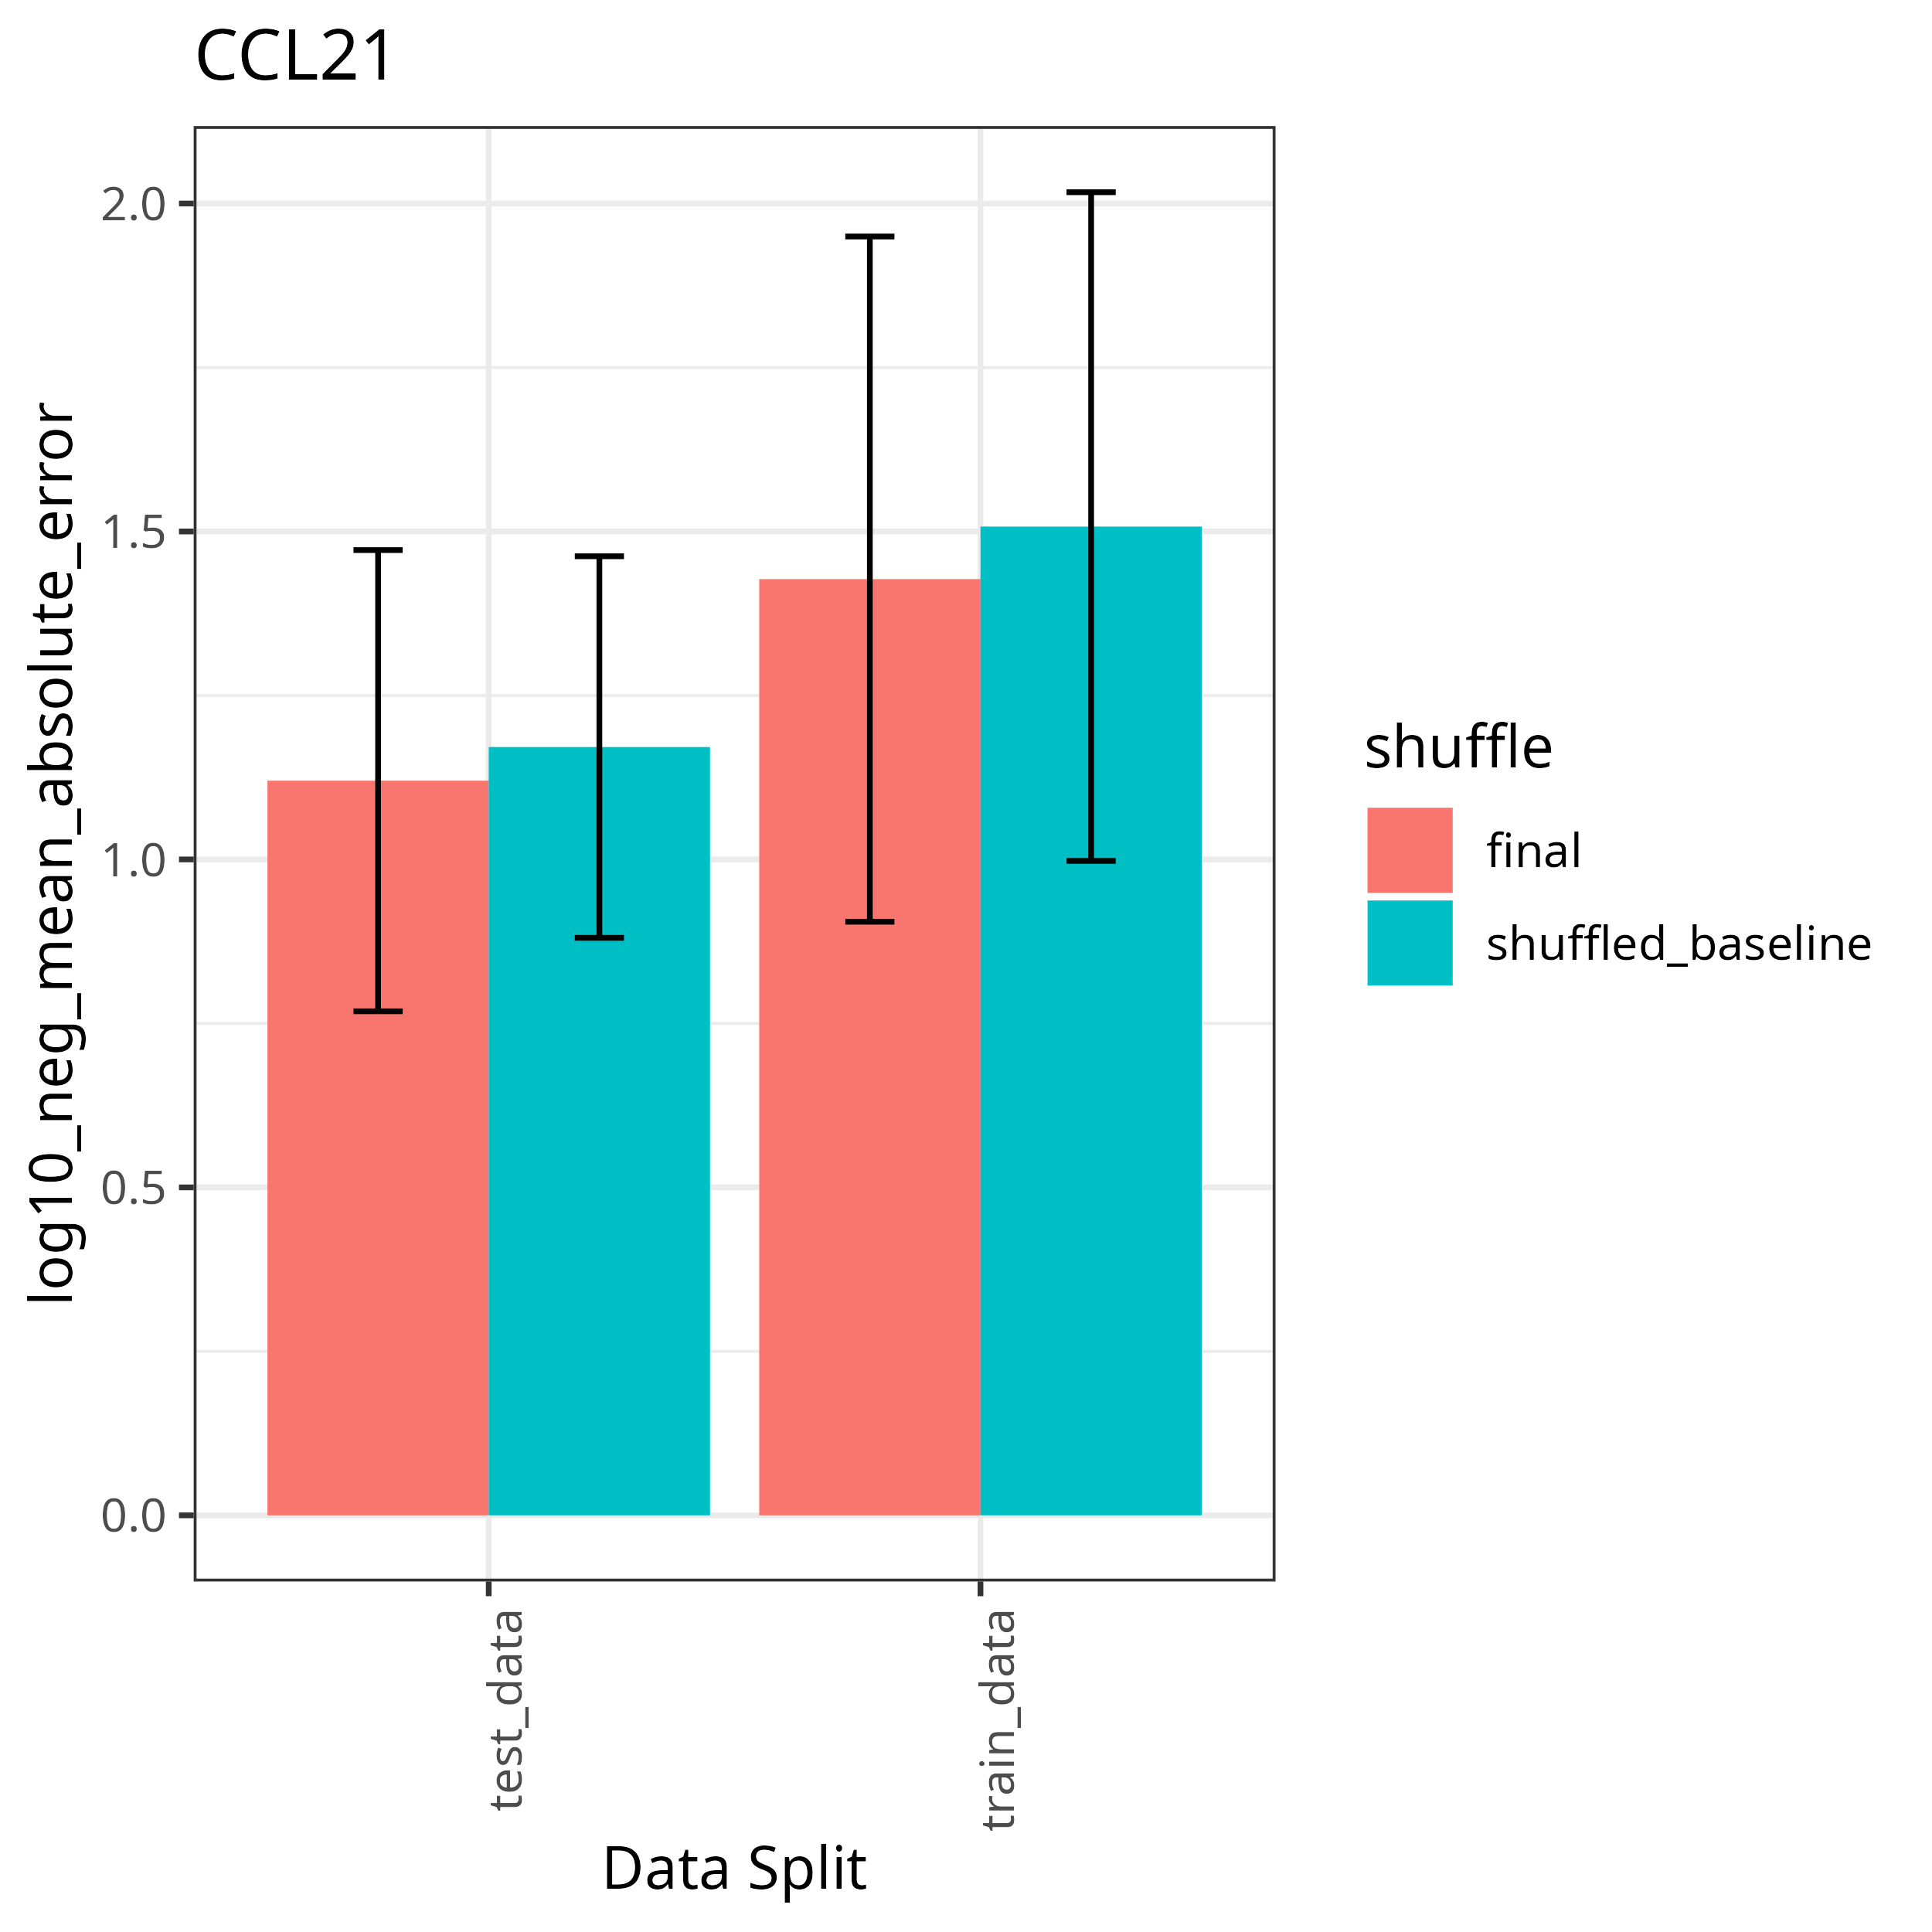 CCL21
log10_neg_mean_absolute_error
2.0
1.5
1.0
0.5
0.0
test_data
train_data
Data Split
shuffle
final
shuffled_baseline